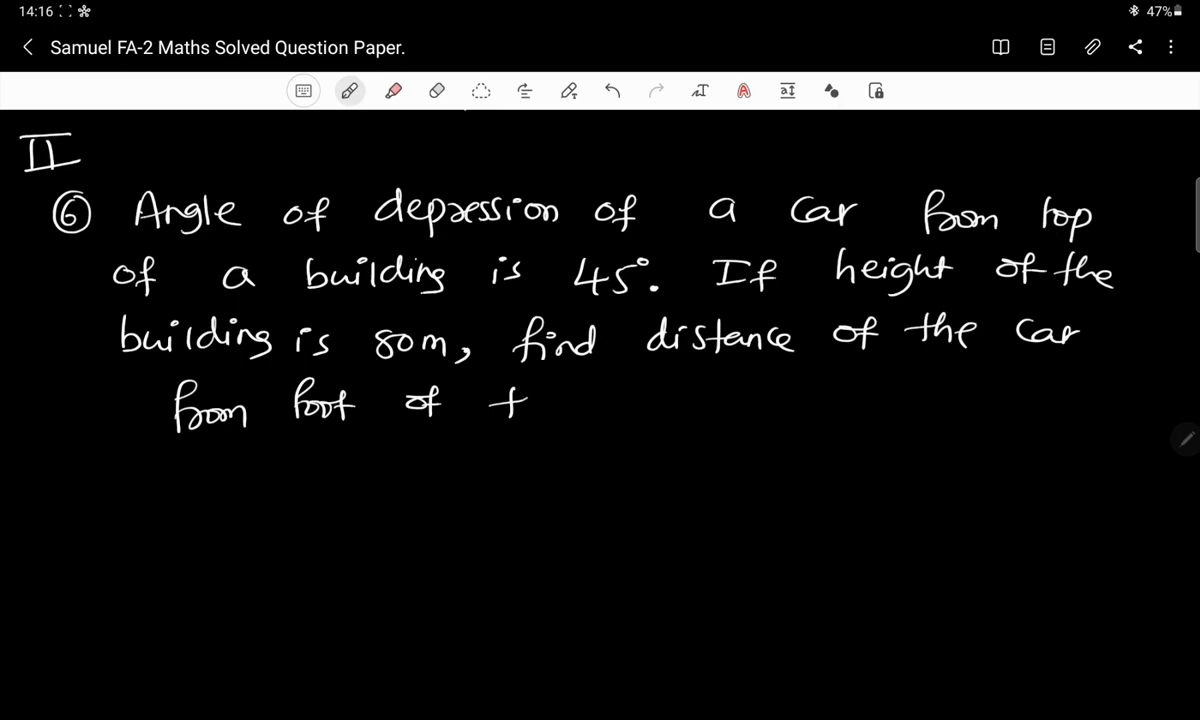 14:16
47%
Samuel FA-2 Maths Solved Question Paper.
II
⑥ Angle of depression of a car from top
of a building is 45°. If height of the
building is 80m, find distance of the car
from foot of t